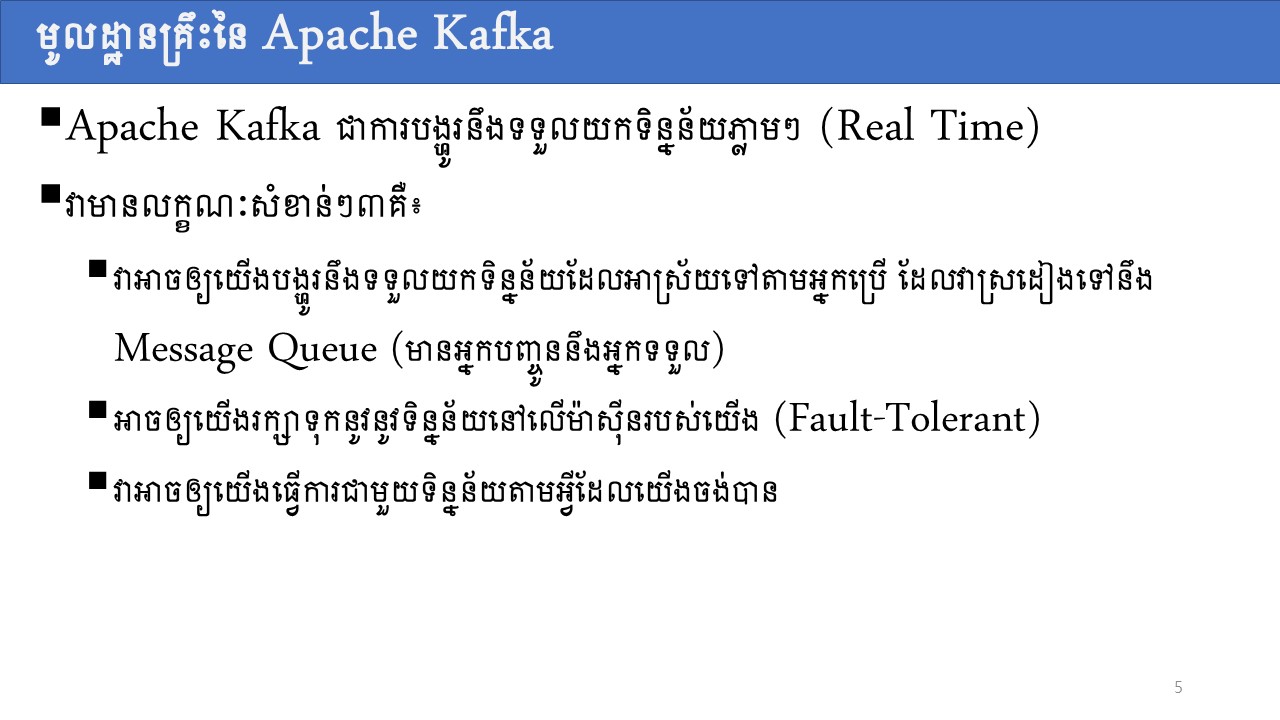 មូលដ្ឋានគ្រឹះនៃ Apache Kafka
Apache Kafka ជាការបង្ហូរនឹងទទួលយកទិន្នន័យភ្លាមៗ (Real Time)
វាមានលក្ខណៈសំខាន់ៗ៣គឺ៖
វាអាចឲ្យយើងបង្ហូរនឹងទទួលយកទិន្នន័យដែលអាស្រ័យទៅតាមអ្នកប្រើ ដែលវាស្រដៀងទៅនឹង
Message Queue (មានអ្នកបញ្ចូននឹងអ្នកទទួល)
អាចឲ្យយើងរក្សាទុកនូវនូវទិន្នន័យនៅលើម៉ាស៊ីនរបស់យើង (Fault-Tolerant)
វាអាចឲ្យយើងធ្វើការជាមួយទិន្នន័យតាមអ្វីដែលយើងចង់បាន
5